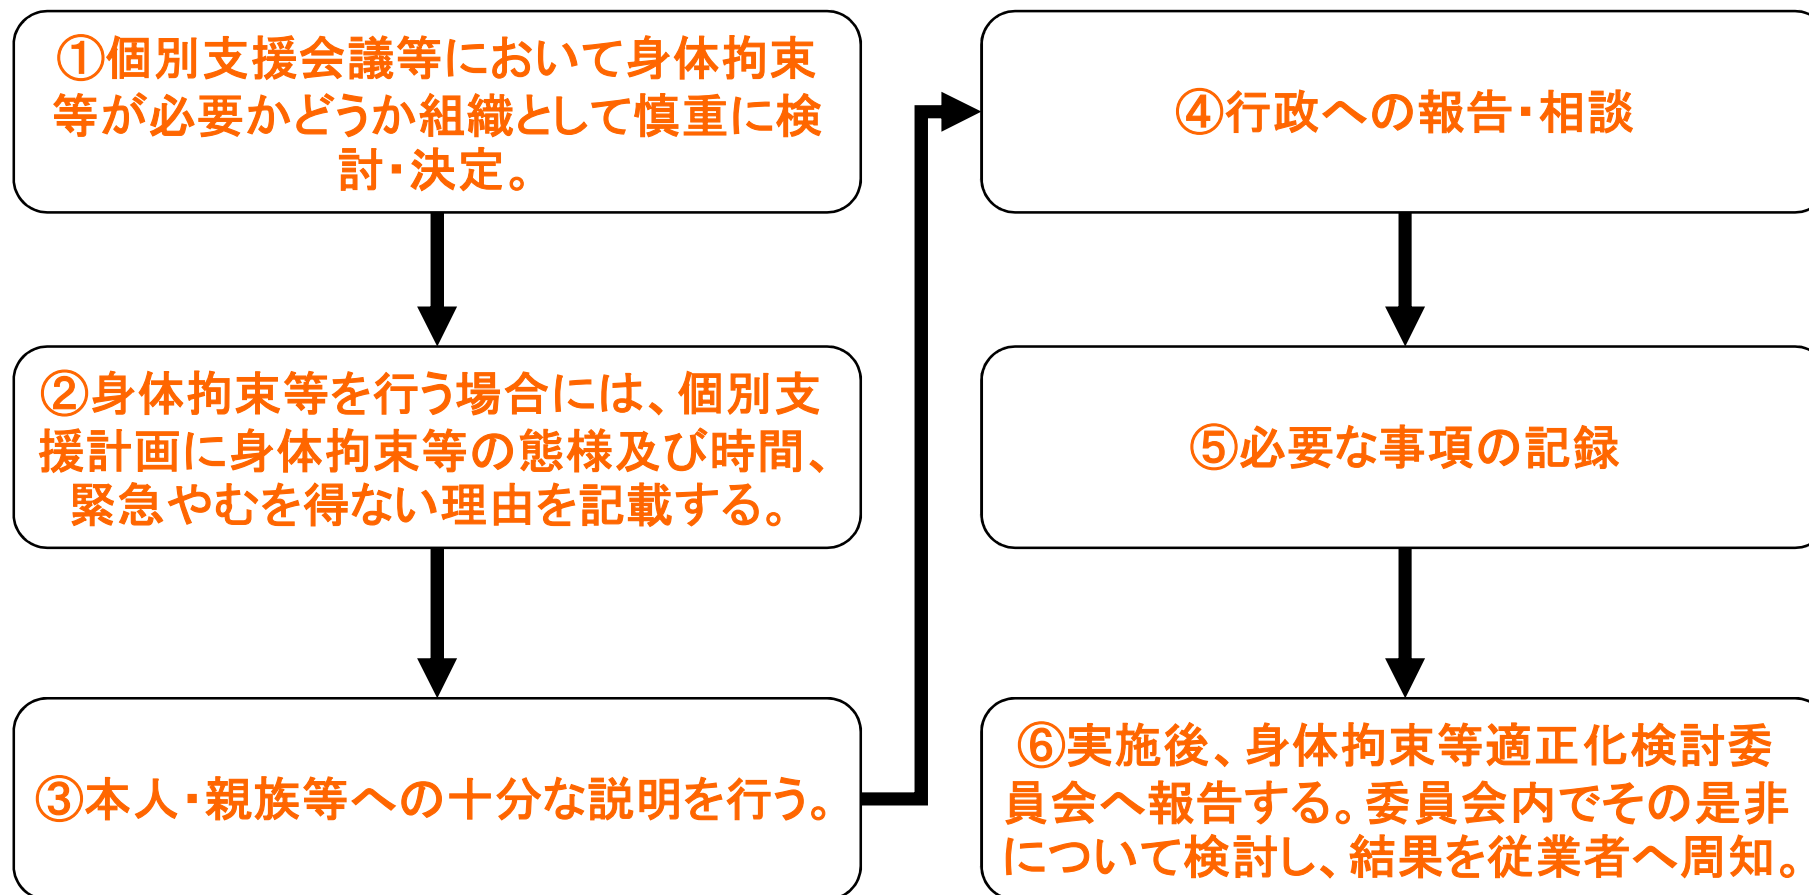 ①個別支援会議等において身体拘束
等が必要かどうか組織として慎重に検
討・決定。
②身体拘束等を行う場合には、個別支
援計画に身体拘束等の態様及び時間、
緊急やむを得ない理由を記載する。
③本人・親族等への十分な説明を行う。
④行政への報告・相談
⑤必要な事項の記録
⑥実施後、身体拘束等適正化検討委
員会へ報告する。委員会内でその是非
について検討し、結果を従業者へ周知。